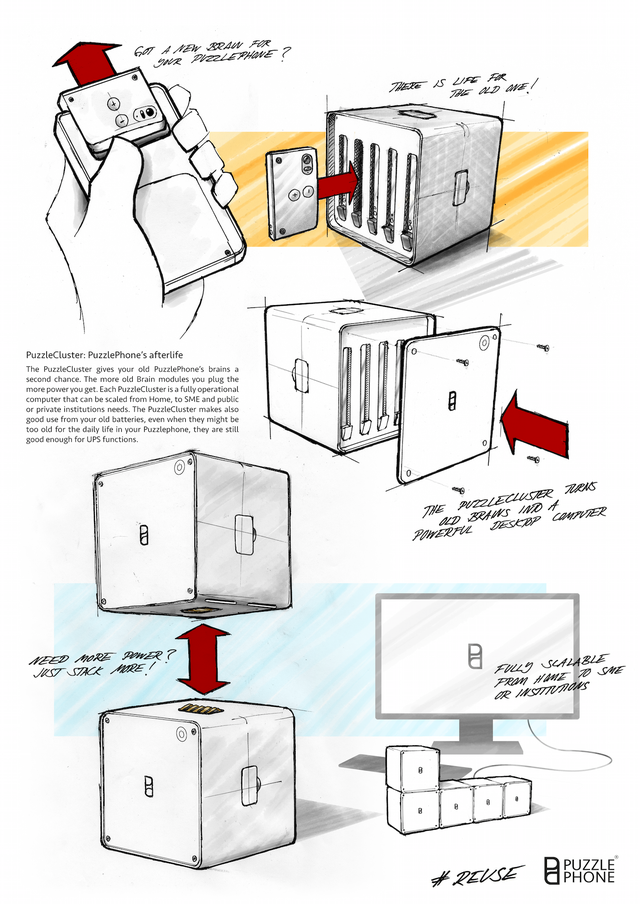 GOT A NEW BRAIN FOR
YOUR PUZZLEPHONE?
THERE IS LIFE FOR
THE OLD ONE!
PuzzleCluster: PuzzlePhone's afterlife
The PuzzleCluster gives your old PuzzlePhone's brains a
second chance. The more old Brain modules you plug the
more power you get. Each PuzzleCluster is a fully operational
computer that can be scaled from Home, to SME and public
or private institutions needs. The PuzzleCluster makes also
good use from your old batteries, even when they might be
too old for the daily life in your Puzzlephone, they are still
good enough for UPS functions.
THE PUZZLECLUSTER TURNS
OLD BRAINS INTO A
POWERFUL DESKTOP COMPUTER
NEED MORE POWER?
JUST STACK MORE!
FULLY SCALABLE
FROM HOME TO SME
OR INSTITUTIONS
# REUSE
PUZZLE
PHONE®